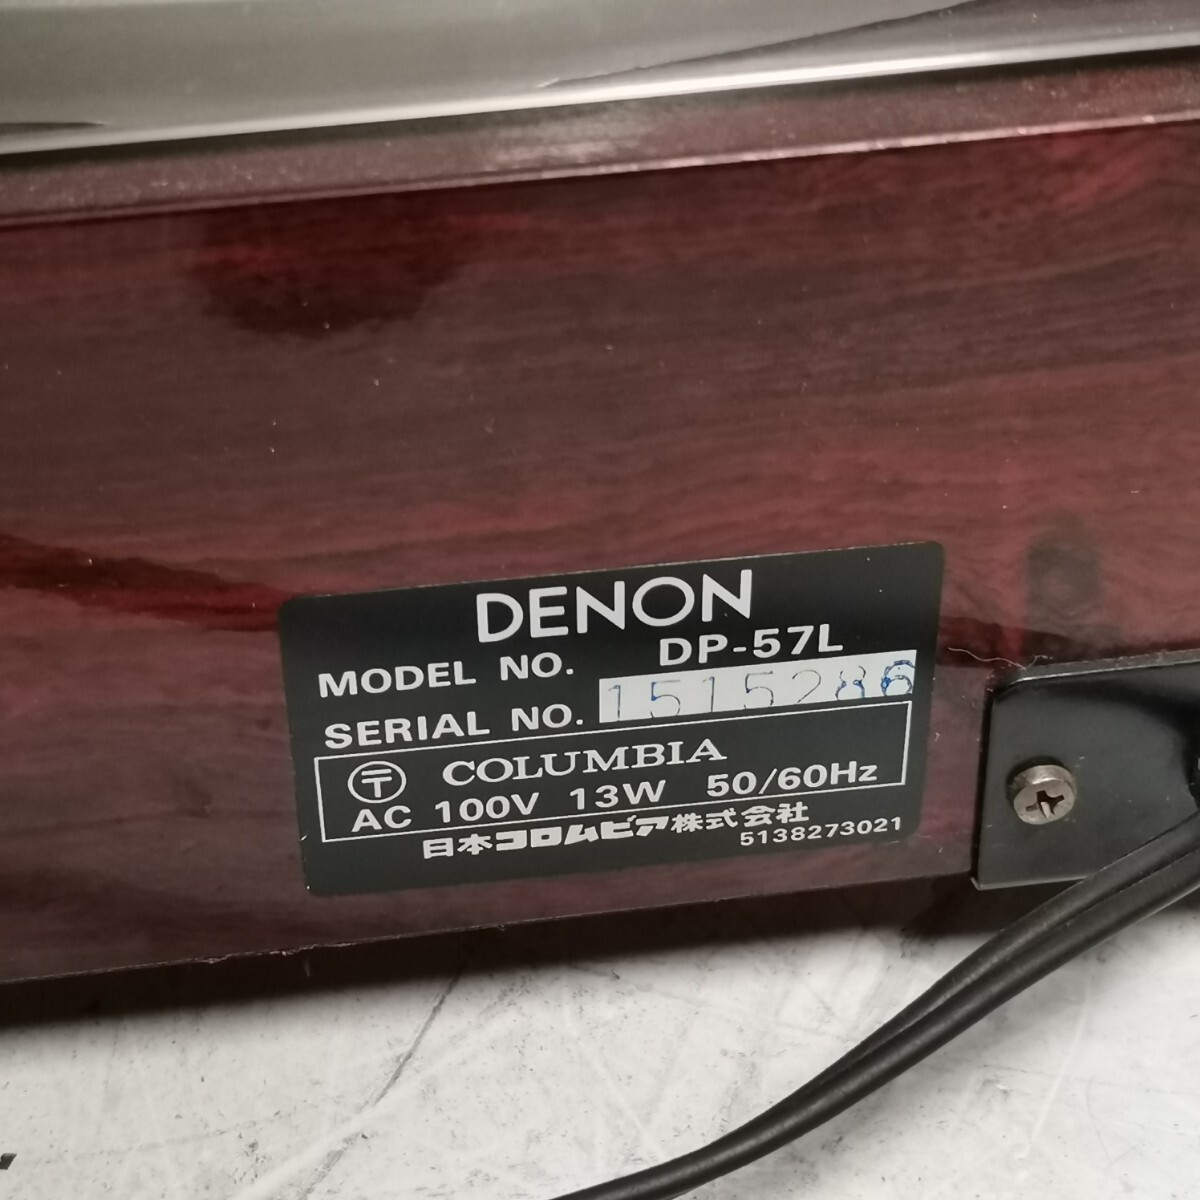 DENON
MODEL NO. DP-57L
SERIAL NO. 1515286
〒 COLUMBIA
AC 100V 13W 50/60Hz
日本コロムビア株式会社
5138273021